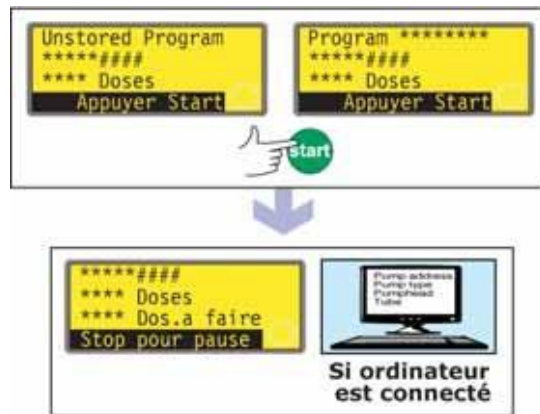 Unstored Program
*****####
**** Doses
Appuyer Start
Program ********
*****####
**** Doses
Appuyer Start
start
*****####
**** Doses
**** Dos.a faire
Stop pour pause
Pump address
Pump type
Pumphead
Tube
Si ordinateur
est connecté